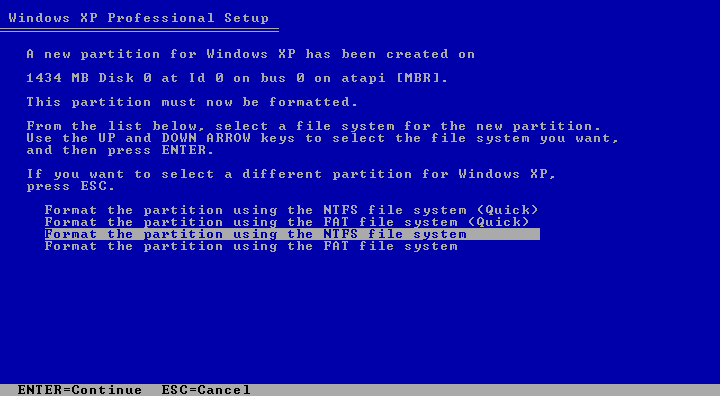 Windows XP Professional Setup
A new partition for Windows XP has been created on
1434 MB Disk 0 at Id 0 on bus 0 on atapi [MBR].
This partition must now be formatted.
From the list below, select a file system for the new partition.
Use the UP and DOWN ARROW keys to select the file system you want,
and then press ENTER.
If you want to select a different partition for Windows XP,
press ESC.
Format the partition using the NTFS file system (Quick)
Format the partition using the FAT file system (Quick)
Format the partition using the NTFS file system
Format the partition using the FAT file system
ENTER=Continue  ESC=Cancel